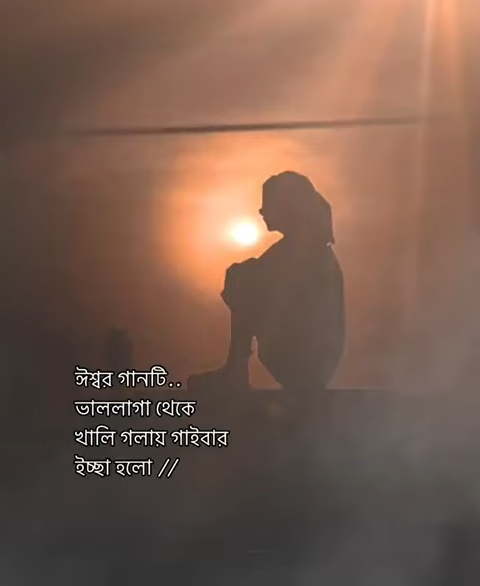 ঈশ্বর গানটি..
ভাললাগা থেকে
খালি গলায় গাইবার
ইচ্ছা হলো //